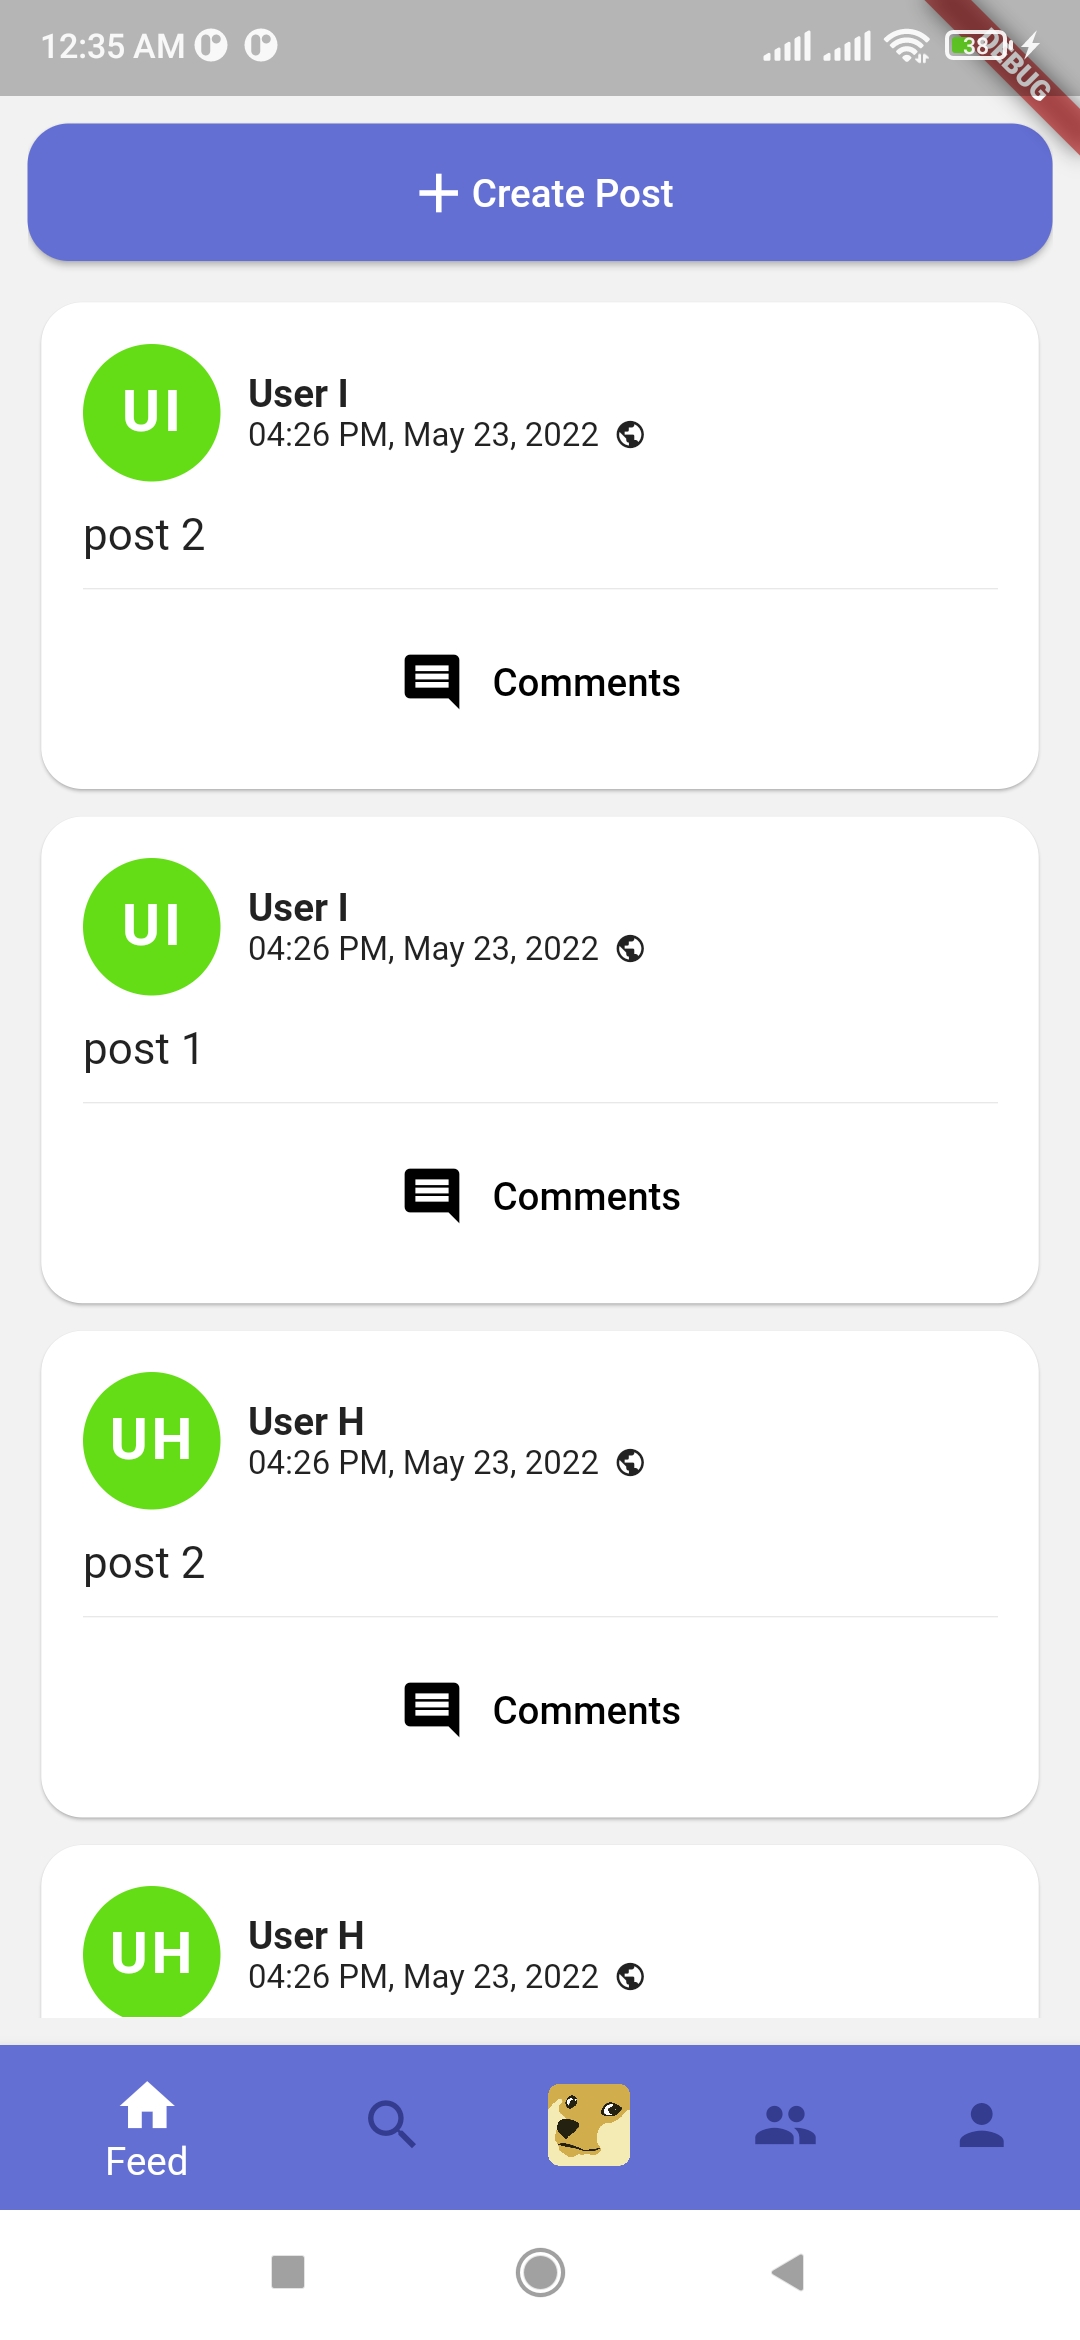 12:35 AM
38
DEBUG
Create Post
UI
User I
04:26 PM, May 23, 2022
post 2
Comments
UI
User I
04:26 PM, May 23, 2022
post 1
Comments
UH
User H
04:26 PM, May 23, 2022
post 2
Comments
UH
User H
04:26 PM, May 23, 2022
Feed